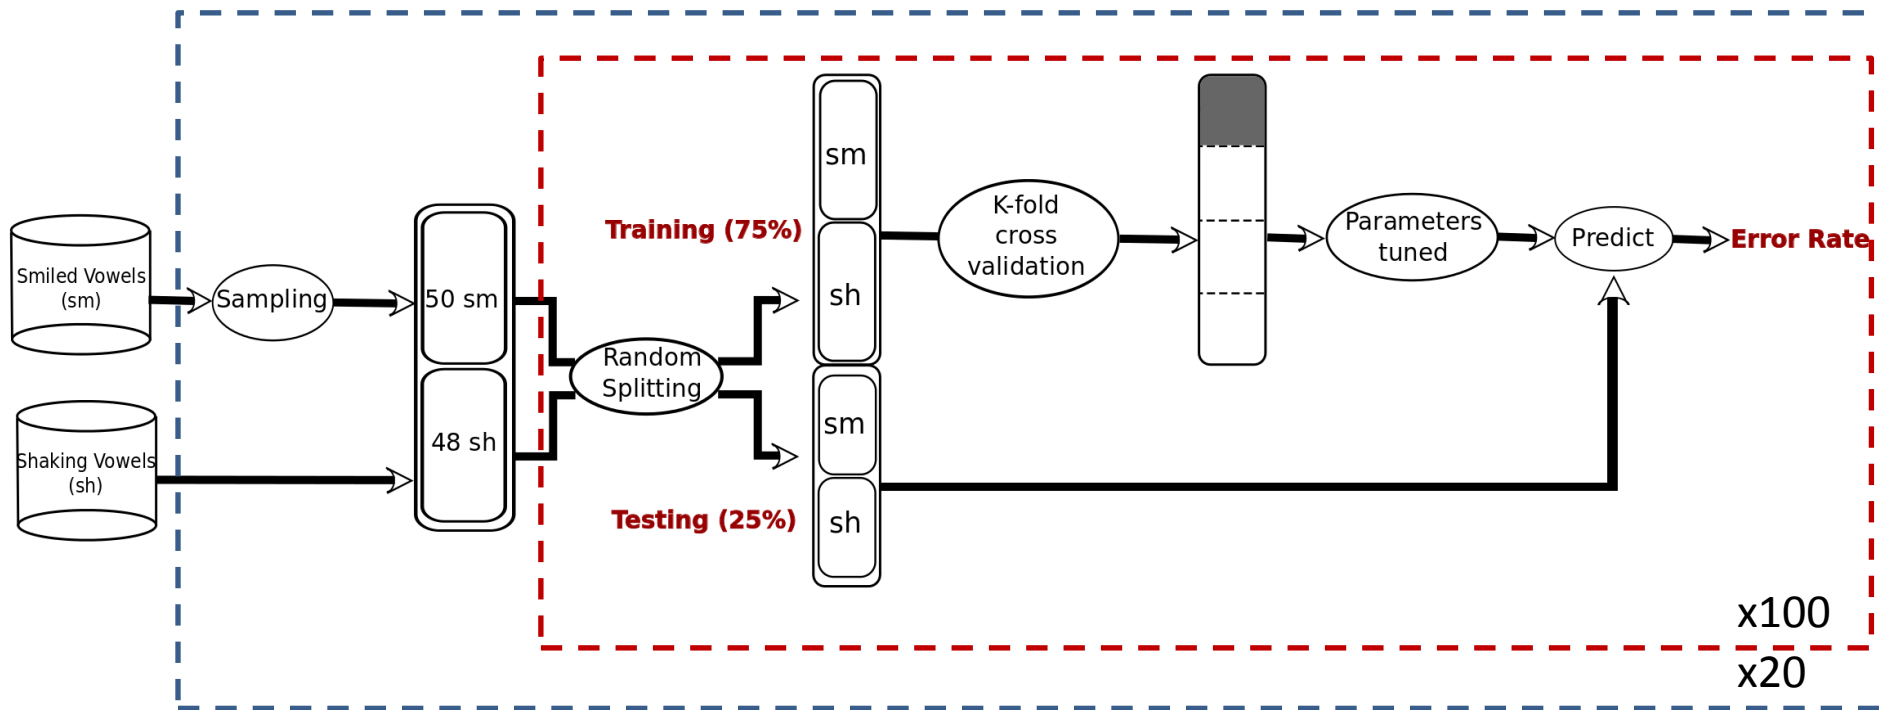 Smiled Vowels
(sm)
Shaking Vowels
(sh)
Sampling
50 sm
48 sh
Random
Splitting
Training (75%)
Testing (25%)
sm
sh
sm
sh
K-fold
cross
validation
Parameters
tuned
Predict
Error Rate
x100
x20